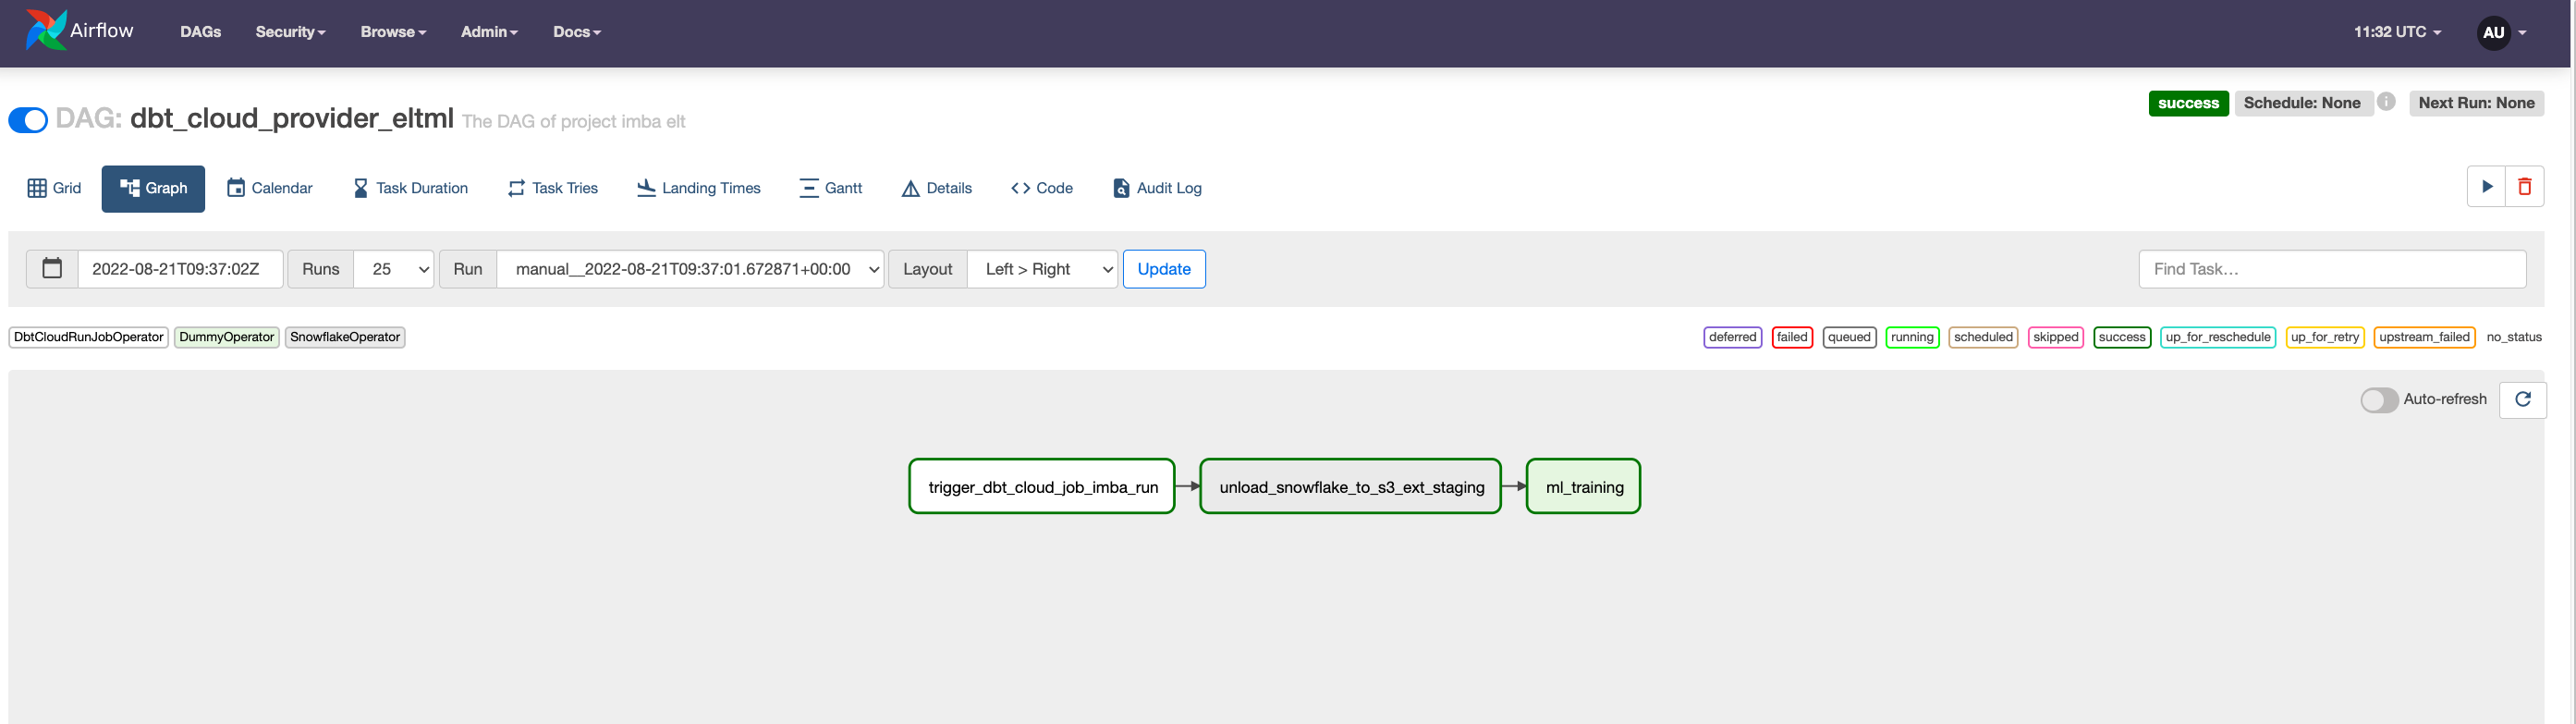 Airflow DAGs Security Browse Admin Docs 11:32 UTC AU
DAG: dbt_cloud_provider_eltml The DAG of project imba elt success Schedule: None i Next Run: None
Grid Graph Calendar Task Duration Task Tries Landing Times Gantt Details Code Audit Log
2022-08-21T09:37:02Z Runs 25 Run manual__2022-08-21T09:37:01.672871+00:00 Layout Left > Right Update Find Task...
DbtCloudRunJobOperator DummyOperator SnowflakeOperator deferred failed queued running scheduled skipped success up_for_reschedule up_for_retry upstream_failed no_status
Auto-refresh
trigger_dbt_cloud_job_imba_run unload_snowflake_to_s3_ext_staging ml_training